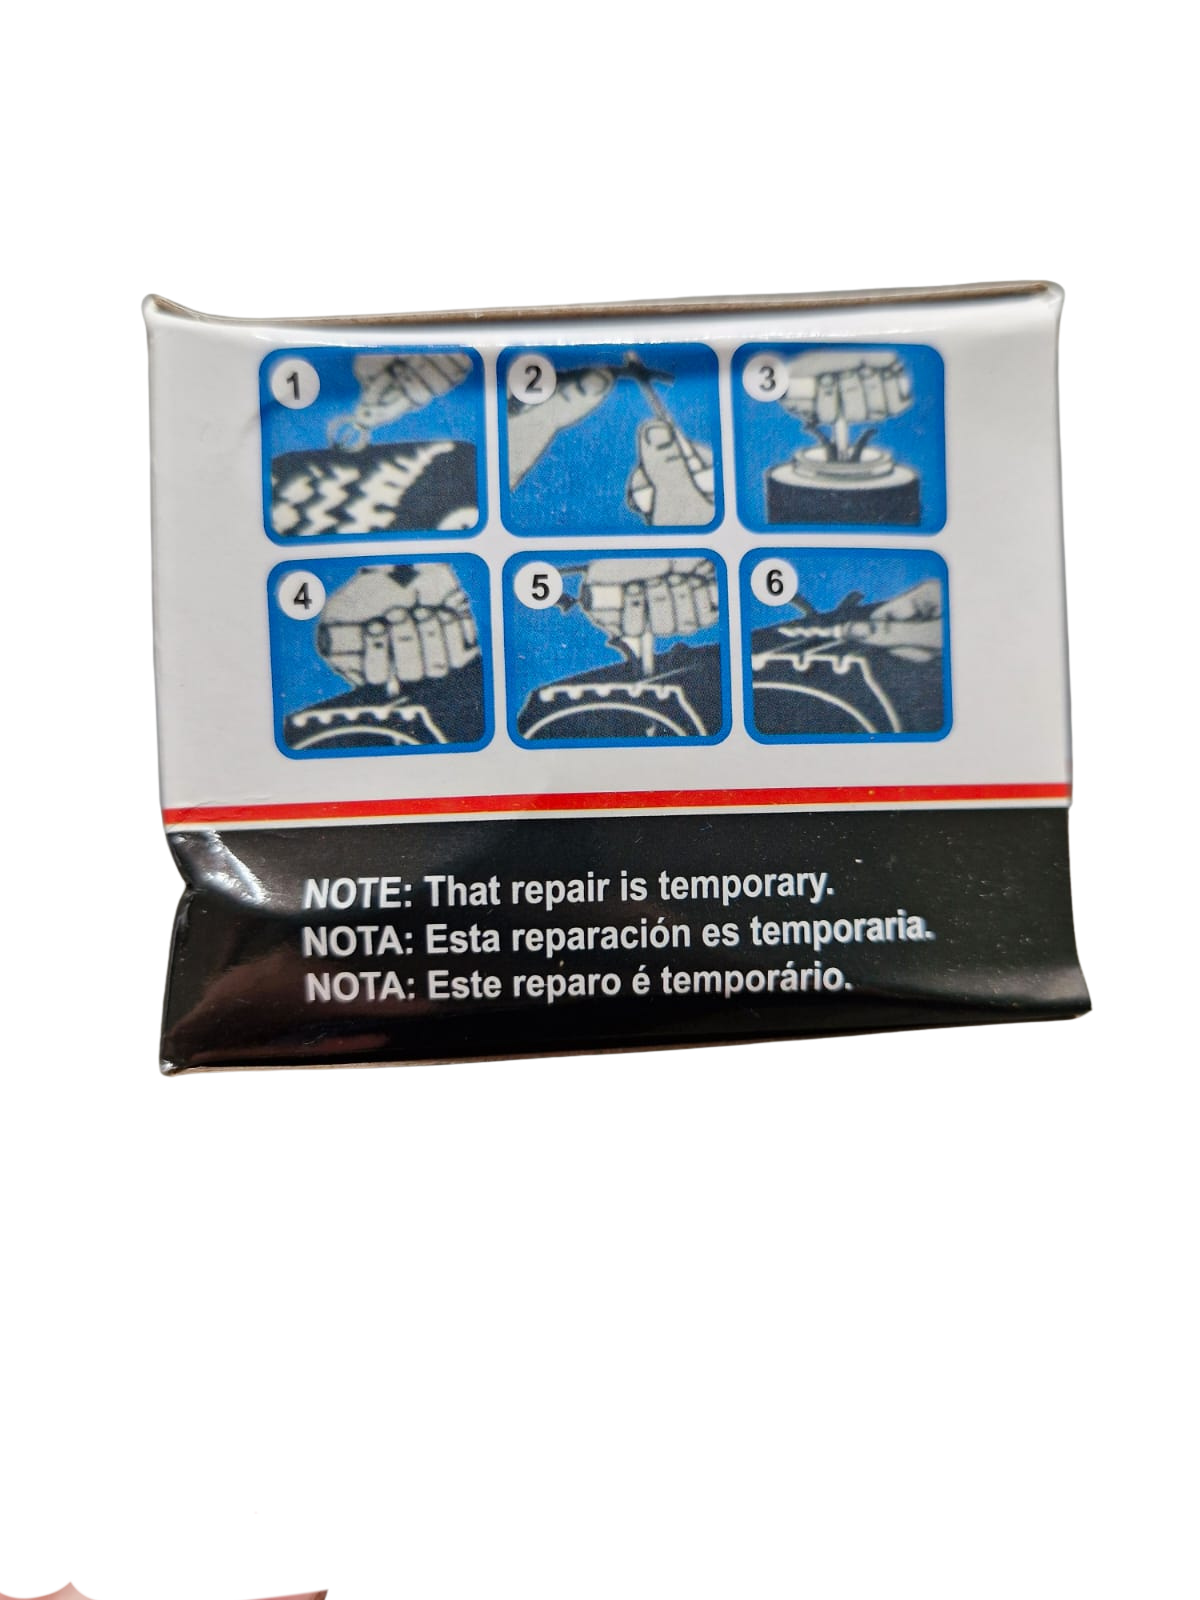 1
2
3
4
5
6
NOTE: That repair is temporary.
NOTA: Esta reparación es temporaria.
NOTA: Este reparo é temporário.